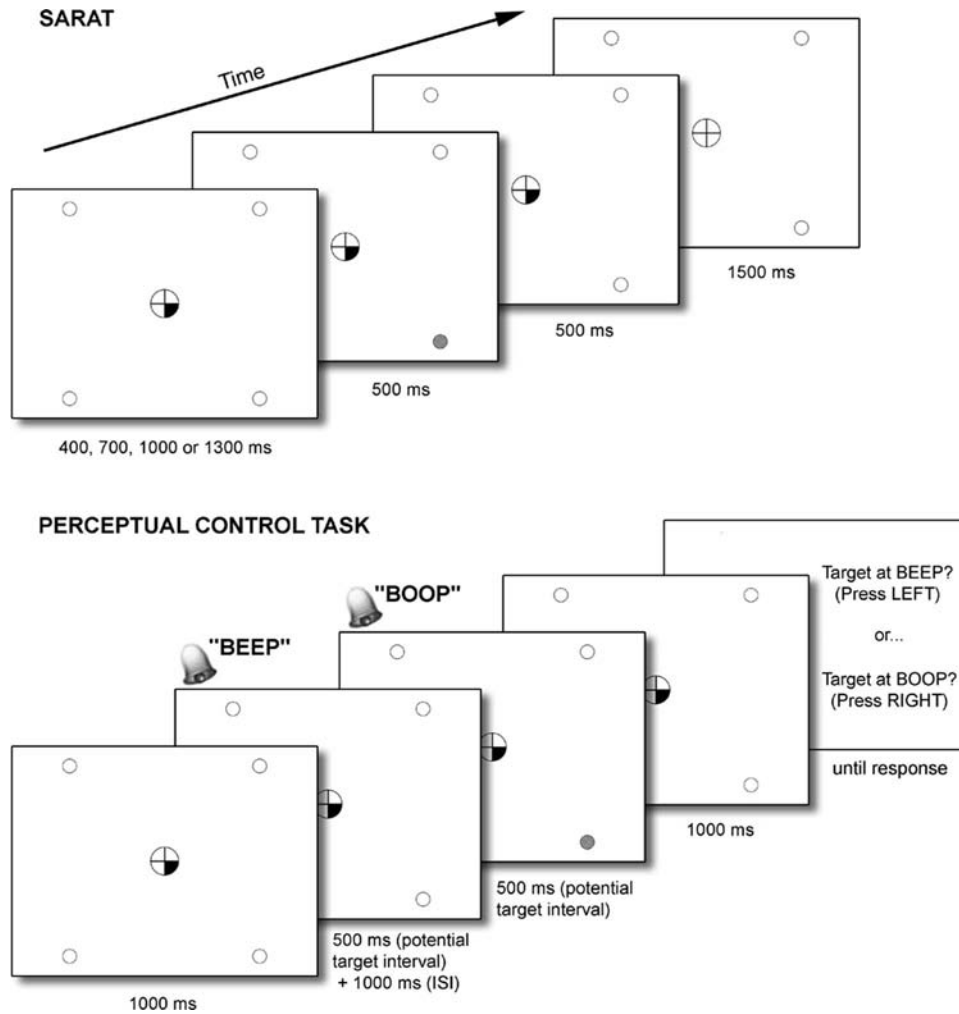 SARAT
Time
400, 700, 1000 or 1300 ms
500 ms
500 ms
1500 ms
PERCEPTUAL CONTROL TASK
"BEEP"
"BOOP"
1000 ms
500 ms (potential
target interval)
+ 1000 ms (ISI)
500 ms (potential
target interval)
1000 ms
Target at BEEP?
(Press LEFT)
or...
Target at BOOP?
(Press RIGHT)
until response